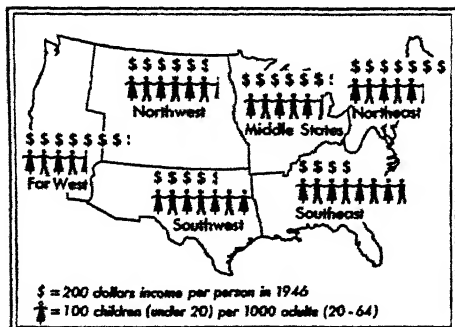 $ $ $ $ $ $
Northwest
$ $ $ $ $ $
Middle States
$ $ $ $ $ $ $
Northeast
$ $ $ $ $ $ $
Far West
$ $ $ $
Southwest
$ $ $ $
Southeast
$ = 200 dollars income per person in 1946
= 100 children (under 20) per 1000 adults (20 - 64)